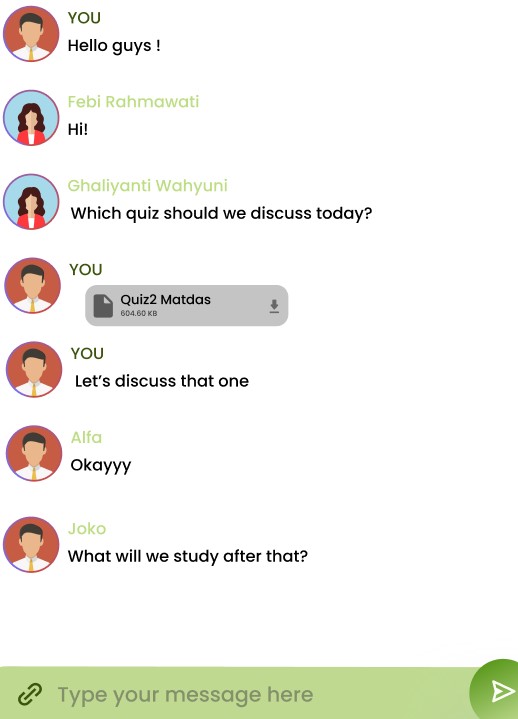 YOU
Hello guys !
Febi Rahmawati
Hi!
Ghaliyanti Wahyuni
Which quiz should we discuss today?
YOU
Quiz2 Matdas
604.60 KB
YOU
Let's discuss that one
Alfa
Okayyy
Joko
What will we study after that?
Type your message here